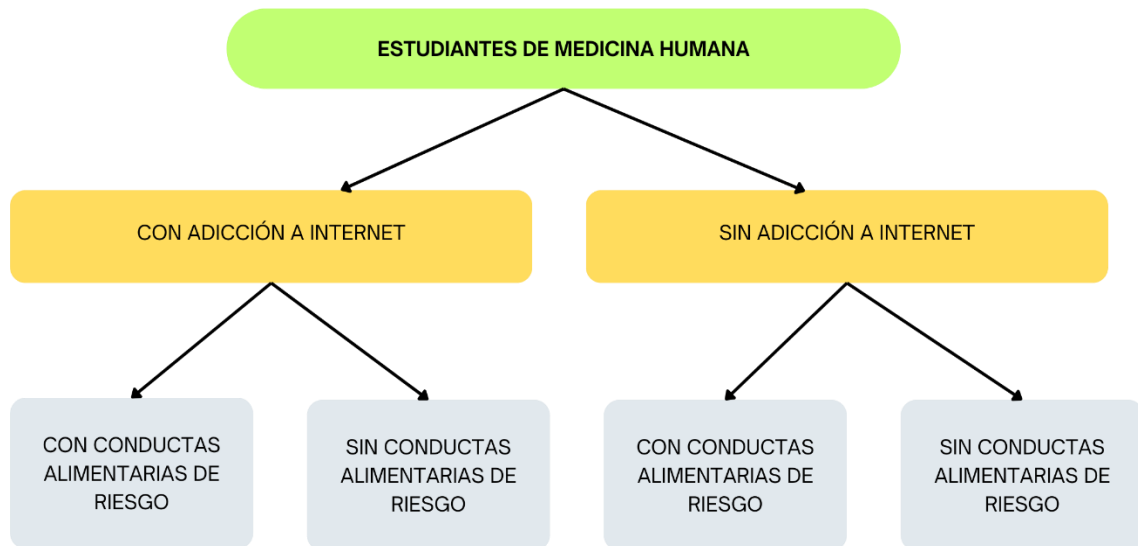 ESTUDIANTES DE MEDICINA HUMANA
CON ADICCIÓN A INTERNET
SIN ADICCIÓN A INTERNET
CON CONDUCTAS
ALIMENTARIAS DE
RIESGO
SIN CONDUCTAS
ALIMENTARIAS DE
RIESGO
CON CONDUCTAS
ALIMENTARIAS DE
RIESGO
SIN CONDUCTAS
ALIMENTARIAS DE
RIESGO